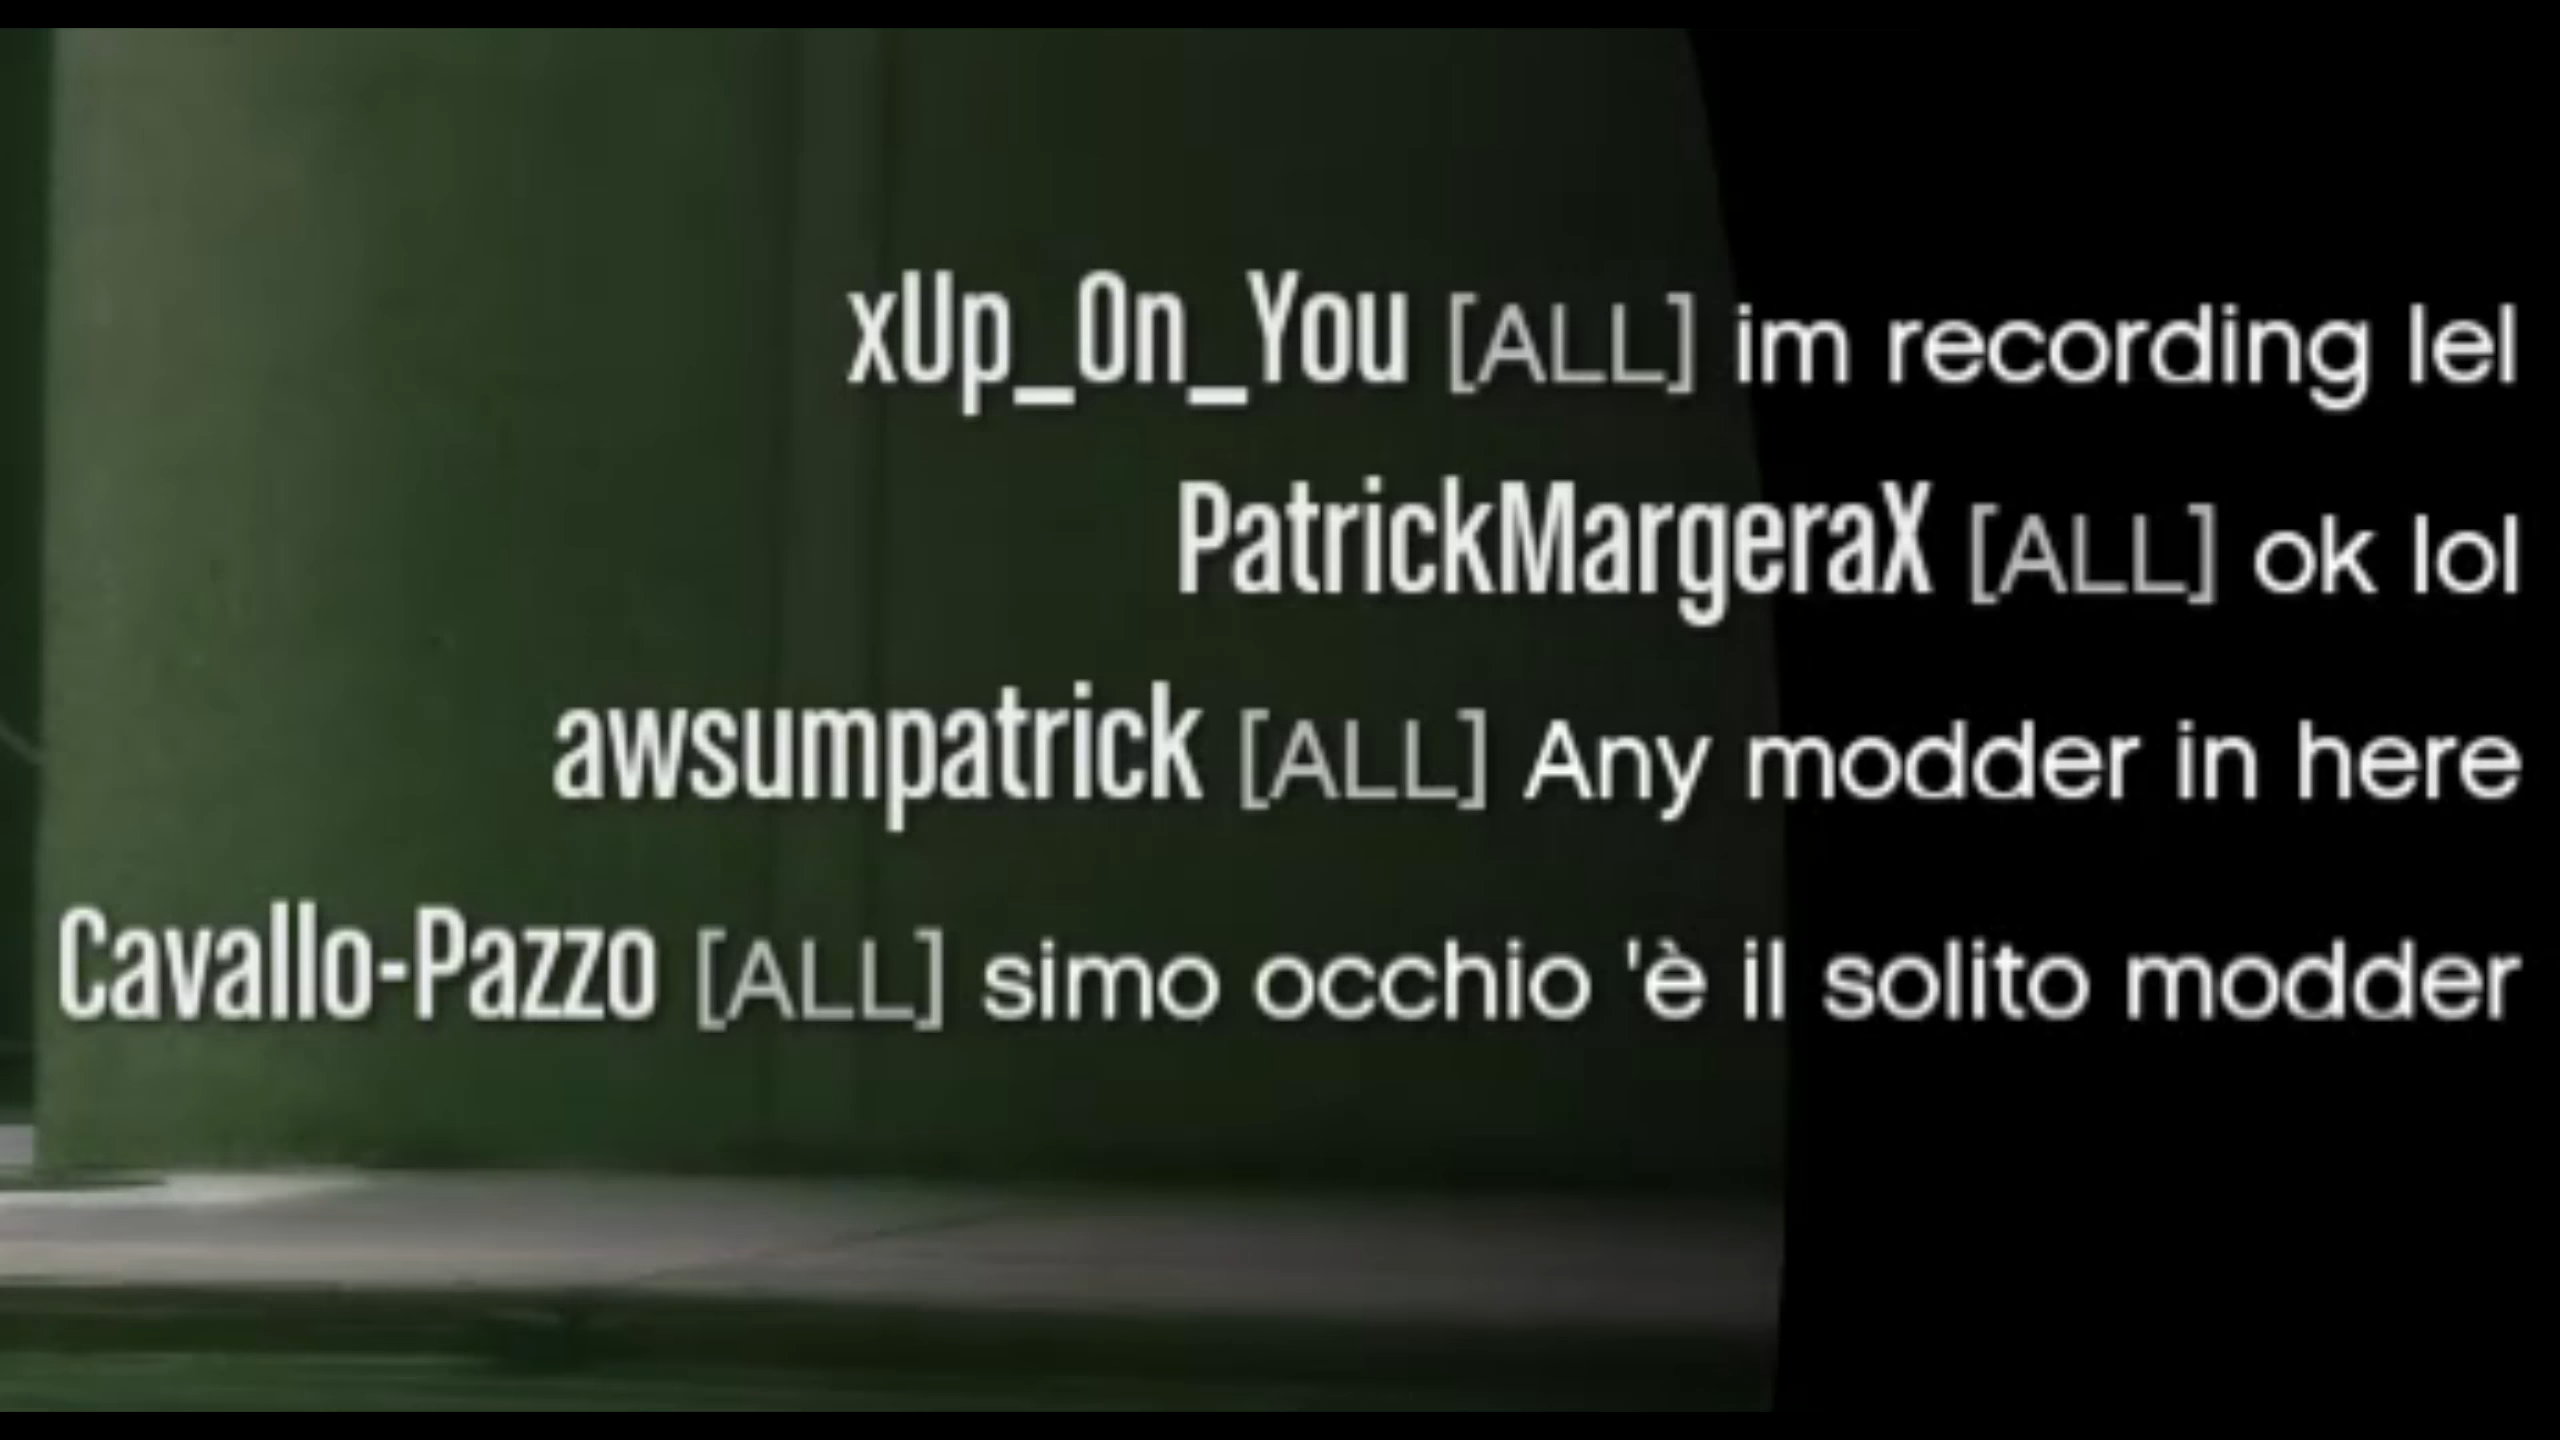 xUp_On_You [ALL] im recording lel
PatrickMargeraX [ALL] ok lol
awsumpatrick [ALL] Any modder in here
Cavallo-Pazzo [ALL] simo occhio 'è il solito modder